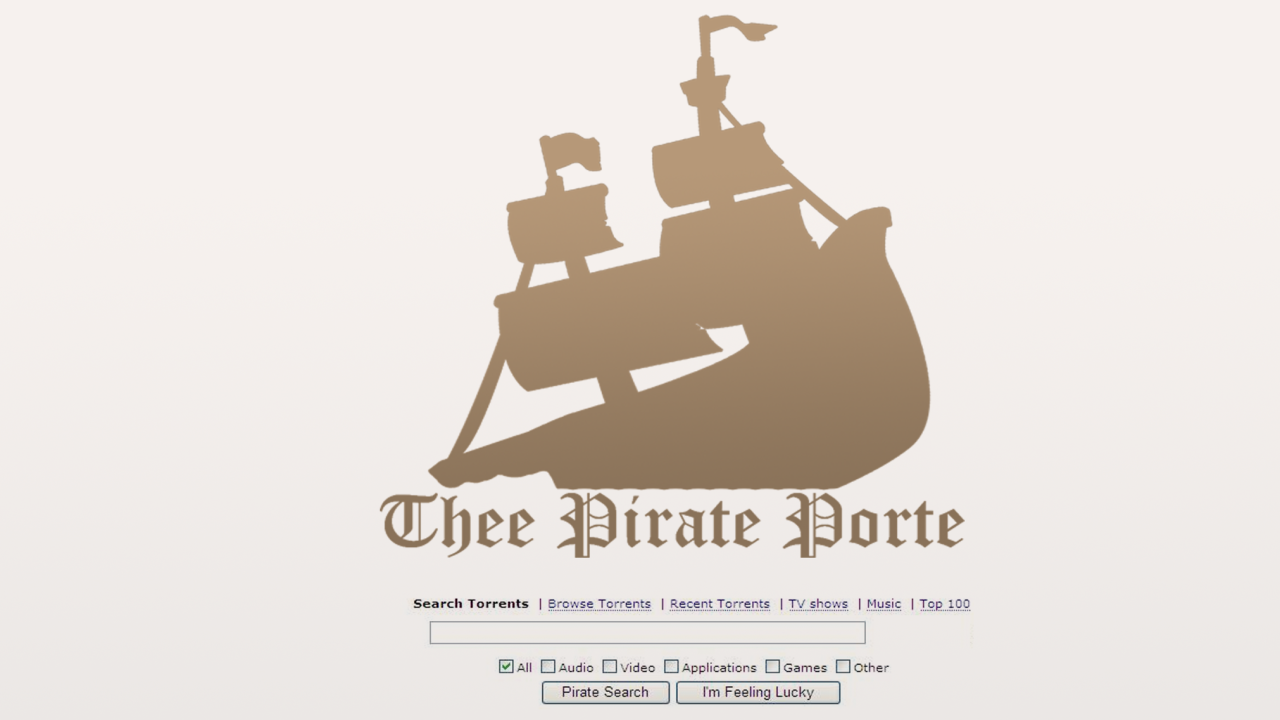 Thee Pirate Porte
Search Torrents | Browse Torrents | Recent Torrents | TV shows | Music | Top 100
All Audio Video Applications Games Other
Pirate Search I'm Feeling Lucky